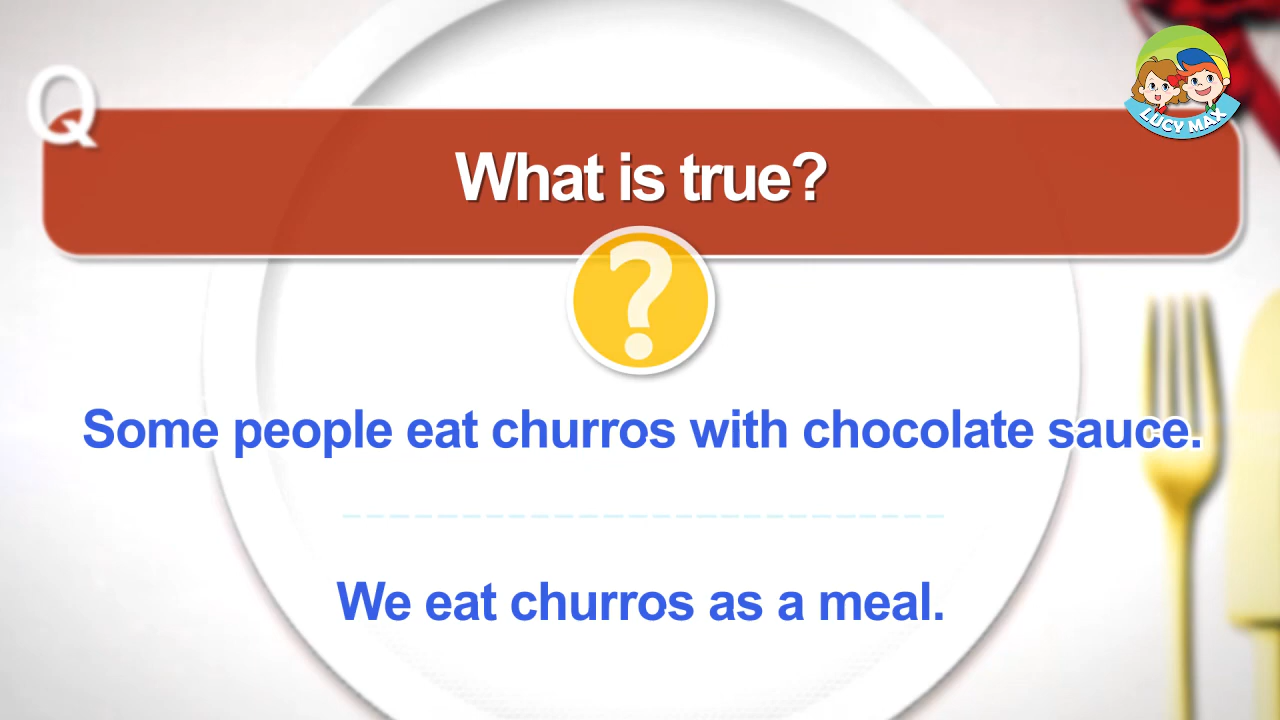 Q
LUCY MAX
What is true?
?
Some people eat churros with chocolate sauce.
We eat churros as a meal.